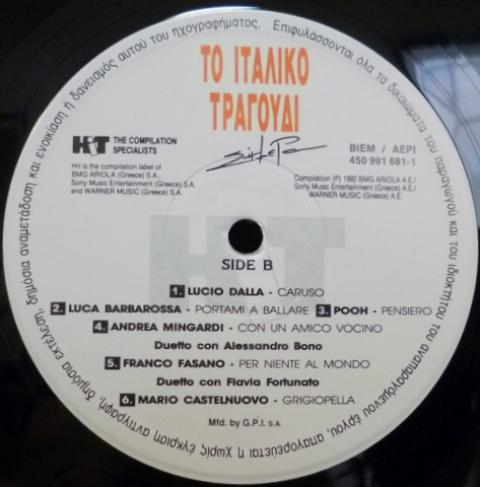 Επιφυλάσσονται όλα τα δικαιώματα του παραγωγού και του ιδιοκτήτου του αναπαραγόμενου έργου, απαγορεύεται η χωρίς έγκριση αντιγραφή, δημόσια εκτέλεση, δημόσια αναμετάδοση και ενοικίαση ή δανεισμός αυτού του ηχογραφήματος.
ΤΟ ΙΤΑΛΙΚΟ
ΤΡΑΓΟΥΔΙ
σήμερα
HiT THE COMPILATION
SPECIALISTS
Hit is the compilation label of
BMG ARIOLA (Greece) S.A.
Sony Music Entertainment (Greece) S.A.
and WARNER MUSIC (Greece) S.A.
BIEM / AEPI
450 991 681-1
Compilation (P) 1992 BMG ARIOLA A.E/
Sony Music Entertainment (Greece) A.E/
WARNER MUSIC (Greece) A.E.
HiT
SIDE B
1. LUCIO DALLA - CARUSO
2. LUCA BARBAROSSA - PORTAMI A BALLARE 3. POOH - PENSIERO
4. ANDREA MINGARDI - CON UN AMICO VOCINO
Duetto con Alessandro Bono
5. FRANCO FASANO - PER NIENTE AL MONDO
Duetto con Flavia Fortunato
6. MARIO CASTELNUOVO - GRIGIOPELLA
Mfd. by G.P.I. S.A.